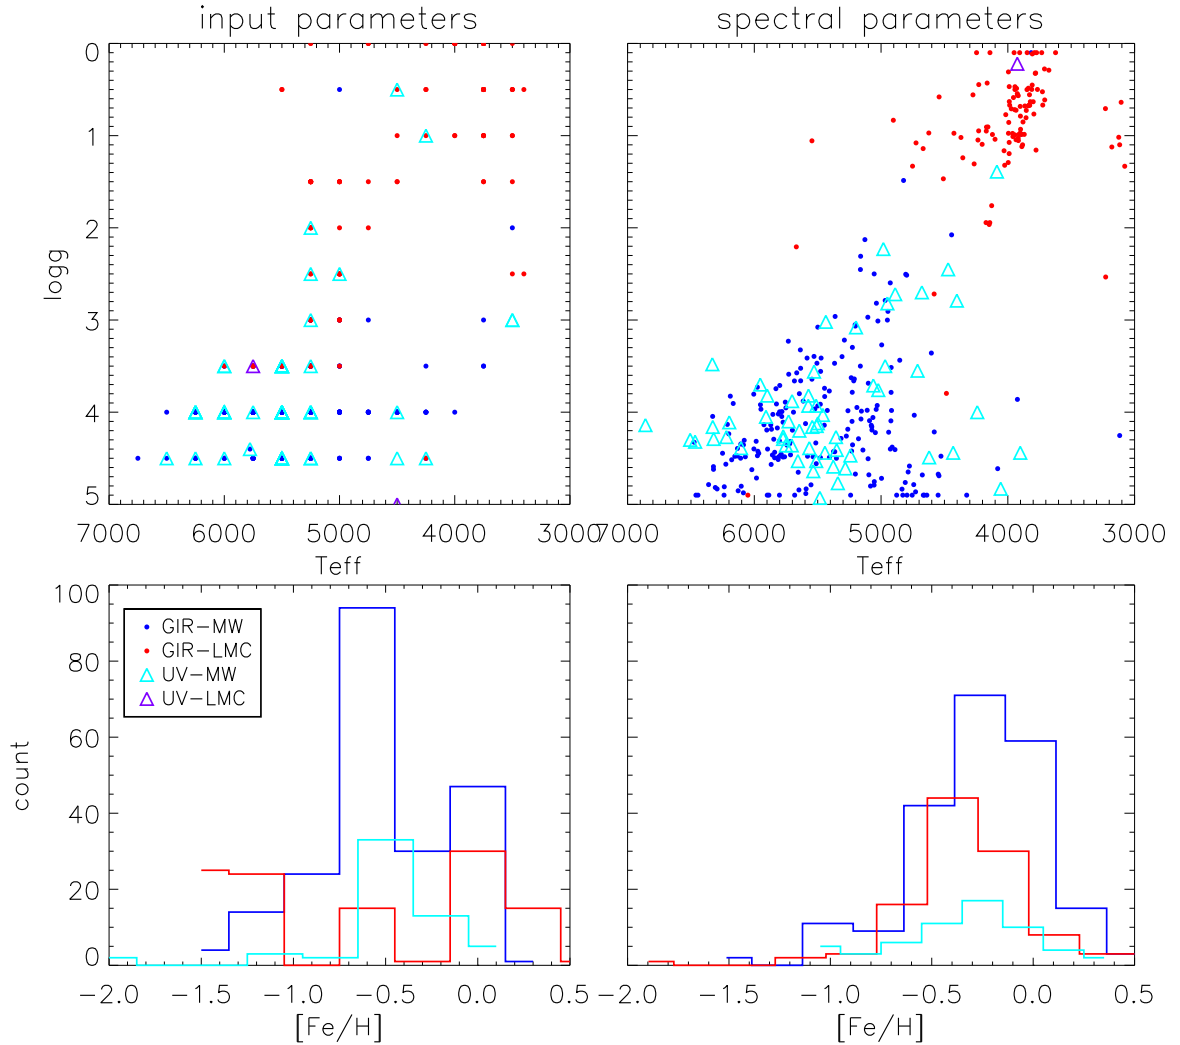 input parameters
spectral parameters
0
1
2
3
4
5
logg
7000 6000 5000 4000 3000
7000 6000 5000 4000 3000
Teff
Teff
100
80
60
40
20
0
count
GIR−MW
GIR−LMC
UV−MW
UV−LMC
−2.0 −1.5 −1.0 −0.5 0.0 0.5
−2.0 −1.5 −1.0 −0.5 0.0 0.5
[Fe/H]
[Fe/H]